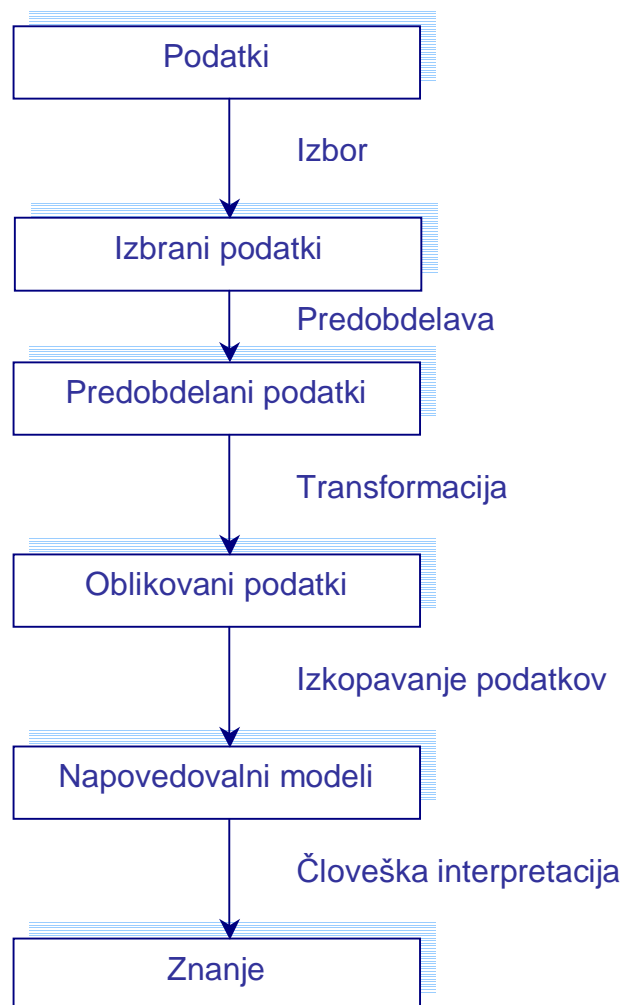 Podatki
Izbor
Izbrani podatki
Predobdelava
Predobdelani podatki
Transformacija
Oblikovani podatki
Izkopavanje podatkov
Napovedovalni modeli
Človeška interpretacija
Znanje